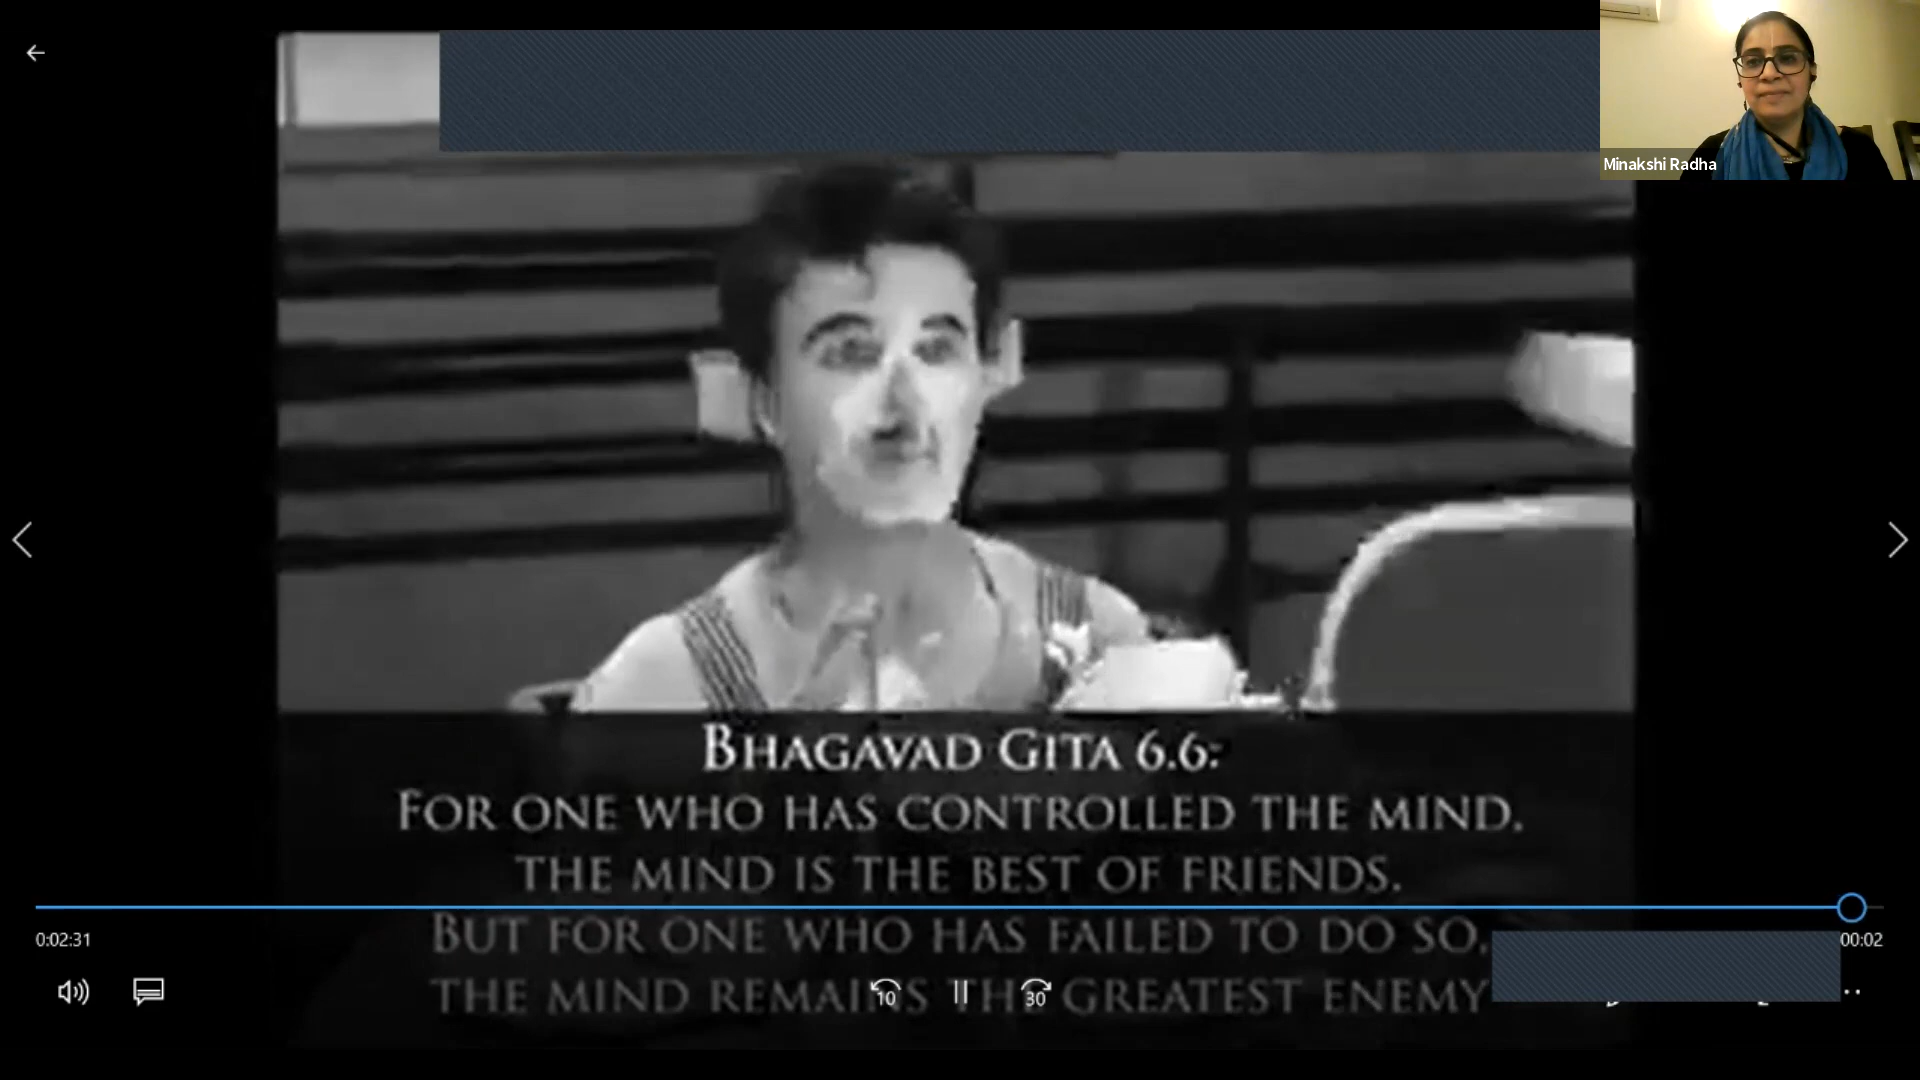 Minakshi Radha
BHAGAVAD GITA 6.6:
FOR ONE WHO HAS CONTROLLED THE MIND,
THE MIND IS THE BEST OF FRIENDS.
BUT FOR ONE WHO HAS FAILED TO DO SO,
THE MIND REMAINS THE GREATEST ENEMY
0:02:31
00:02
10
30